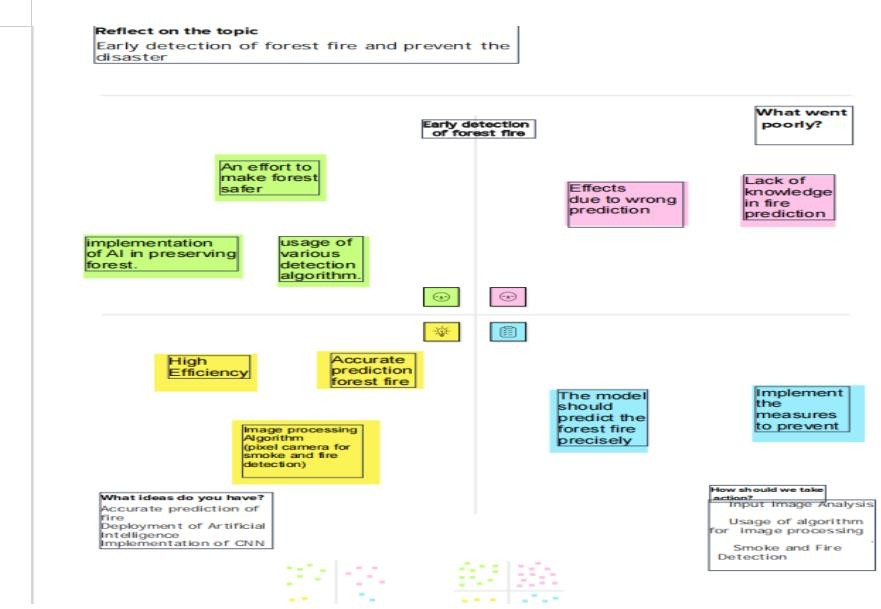 Reflect on the topic
Early detection of forest fire and prevent the
disaster
Early detection
of forest fire
What went
poorly?
An effort to
make forest
safer
Effects
due to wrong
prediction
Lack of
knowledge
in fire
prediction
implementation
of AI in preserving
forest.
usage of
various
detection
algorithm.
High
Efficiency
Accurate
prediction
forest fire
The model
should
predict the
forest fire
precisely
Implement
the
measures
to prevent
Image processing
Algorithm
(pixel camera for
smoke and fire
detection)
What ideas do you have?
Accurate prediction of
fire
Deployment of Artificial
Intelligence
Implementation of CNN
How should we take
action?
Input Image Analysis
Usage of algorithm
for image processing
Smoke and Fire
Detection